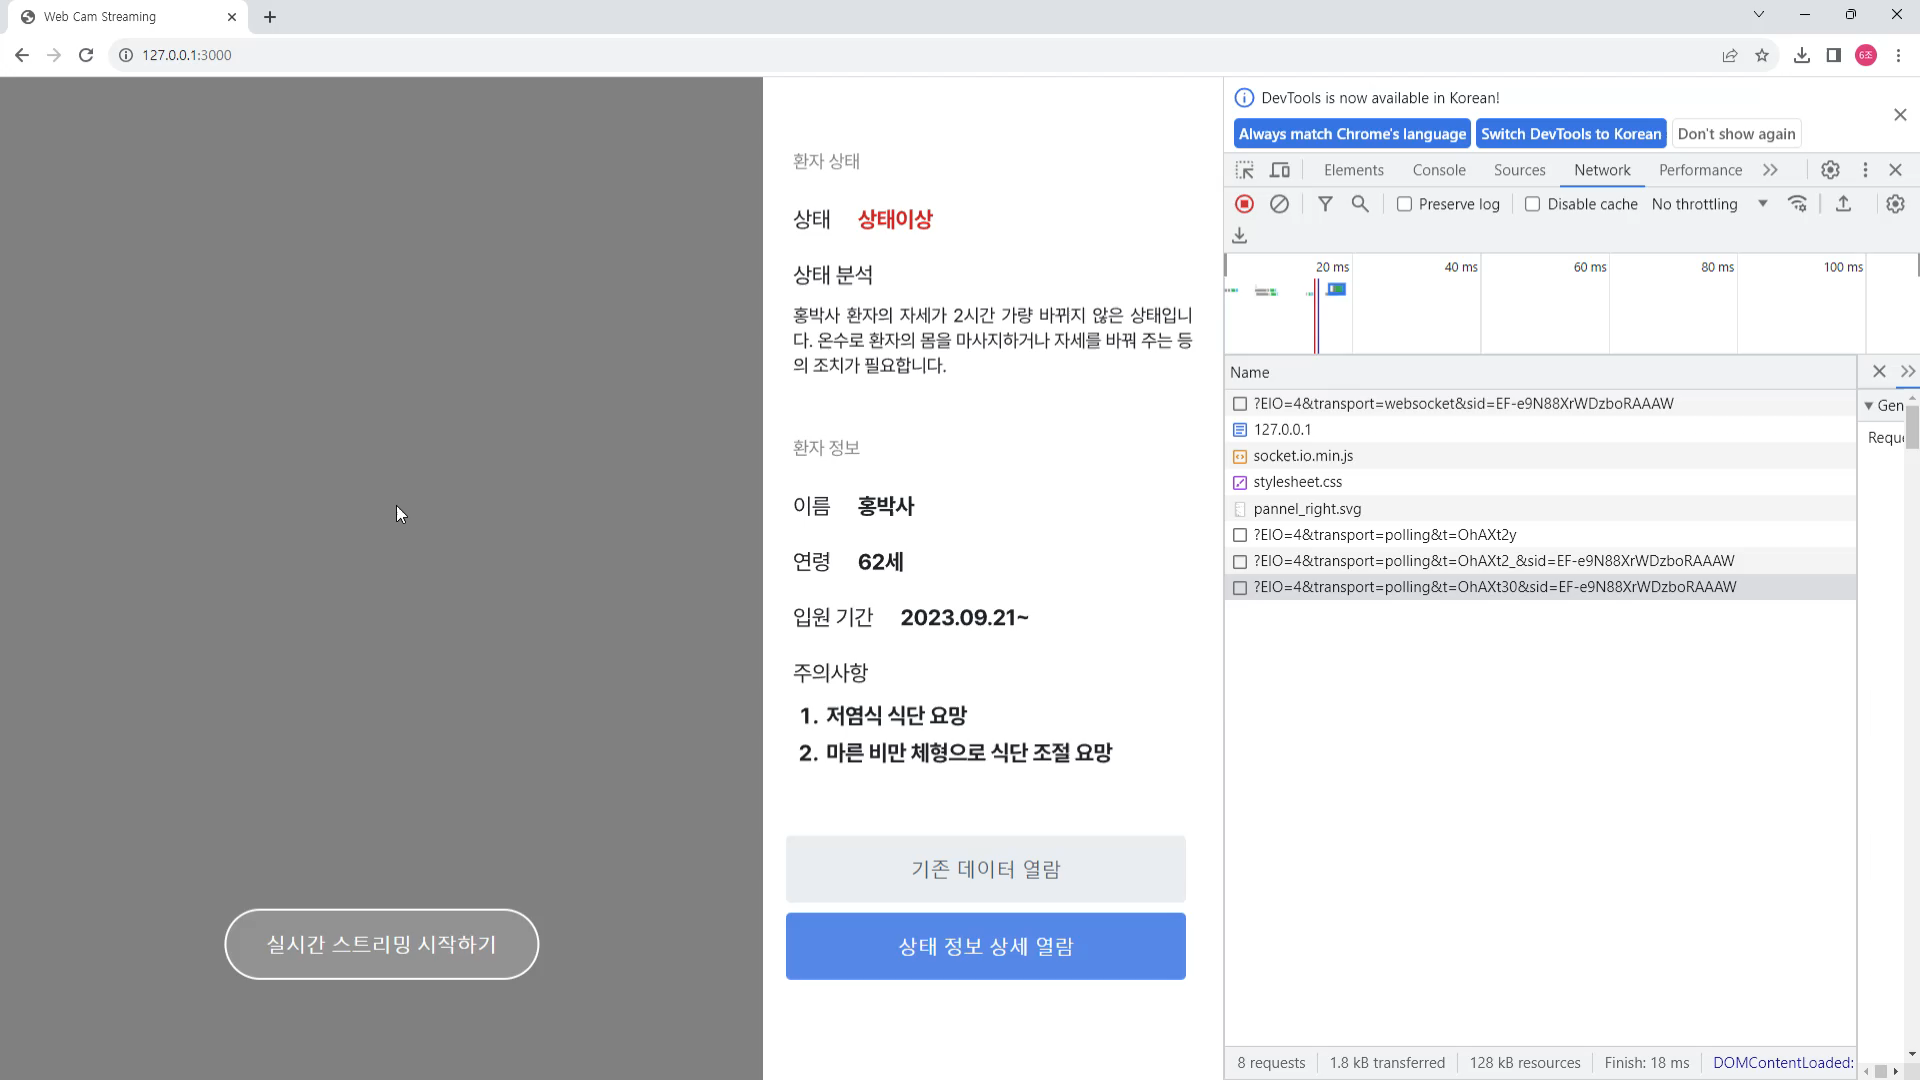 Web Cam Streaming
127.0.0.1:3000
6조
환자 상태
상태 상태이상
상태 분석
홍박사 환자의 자세가 2시간 가량 바뀌지 않은 상태입니
다. 온수로 환자의 몸을 마사지하거나 자세를 바꿔 주는 등
의 조치가 필요합니다.
환자 정보
이름 홍박사
연령 62세
입원 기간 2023.09.21~
주의사항
1. 저염식 식단 요망
2. 마른 비만 체형으로 식단 조절 요망
기존 데이터 열람
상태 정보 상세 열람
실시간 스트리밍 시작하기
DevTools is now available in Korean!
Always match Chrome's language Switch DevTools to Korean Don't show again
Elements Console Sources Network Performance
Preserve log Disable cache No throttling
20 ms 40 ms 60 ms 80 ms 100 ms
Name
?EIO=4&transport=websocket&sid=EF-e9N88XrWDzboRAAAW
127.0.0.1
socket.io.min.js
stylesheet.css
pannel_right.svg
?EIO=4&transport=polling&t=OhAXt2y
?EIO=4&transport=polling&t=OhAXt2_&sid=EF-e9N88XrWDzboRAAAW
?EIO=4&transport=polling&t=OhAXt30&sid=EF-e9N88XrWDzboRAAAW
Gen
Requ
8 requests 1.8 kB transferred 128 kB resources Finish: 18 ms DOMContentLoaded: